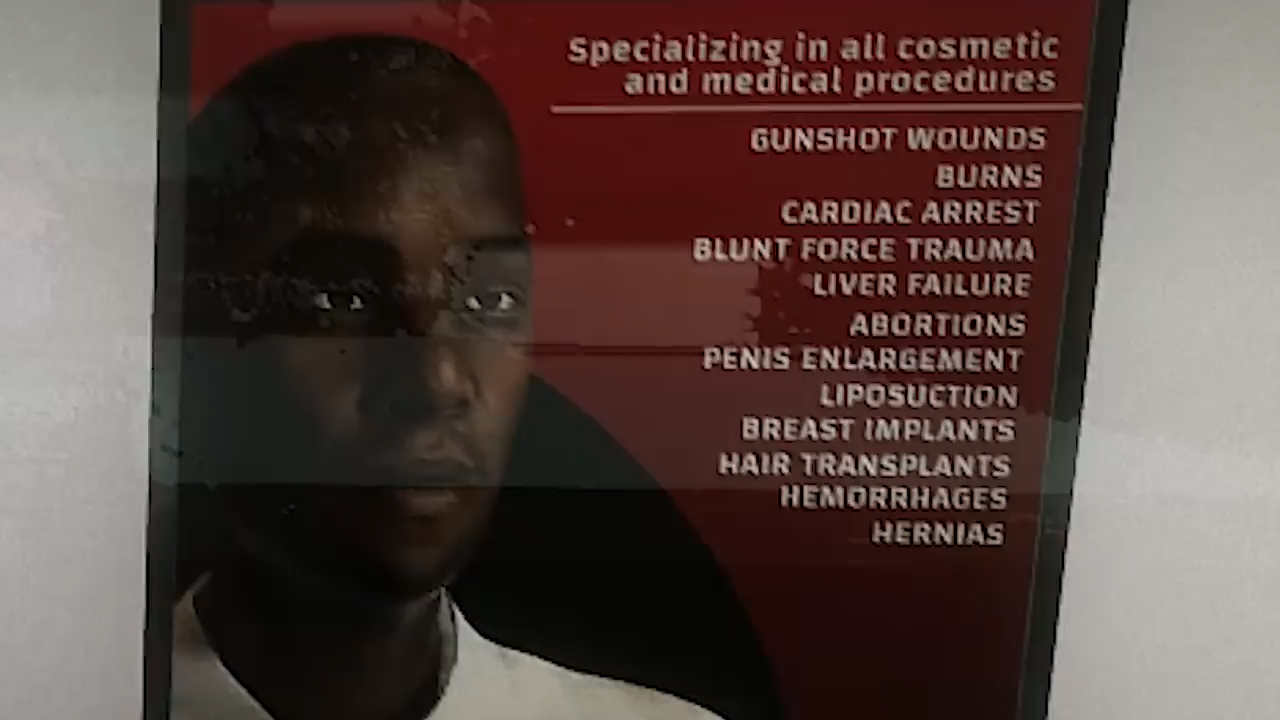 Specializing in all cosmetic
and medical procedures
GUNSHOT WOUNDS
BURNS
CARDIAC ARREST
BLUNT FORCE TRAUMA
LIVER FAILURE
ABORTIONS
PENIS ENLARGEMENT
LIPOSUCTION
BREAST IMPLANTS
HAIR TRANSPLANTS
HEMORRHAGES
HERNIAS